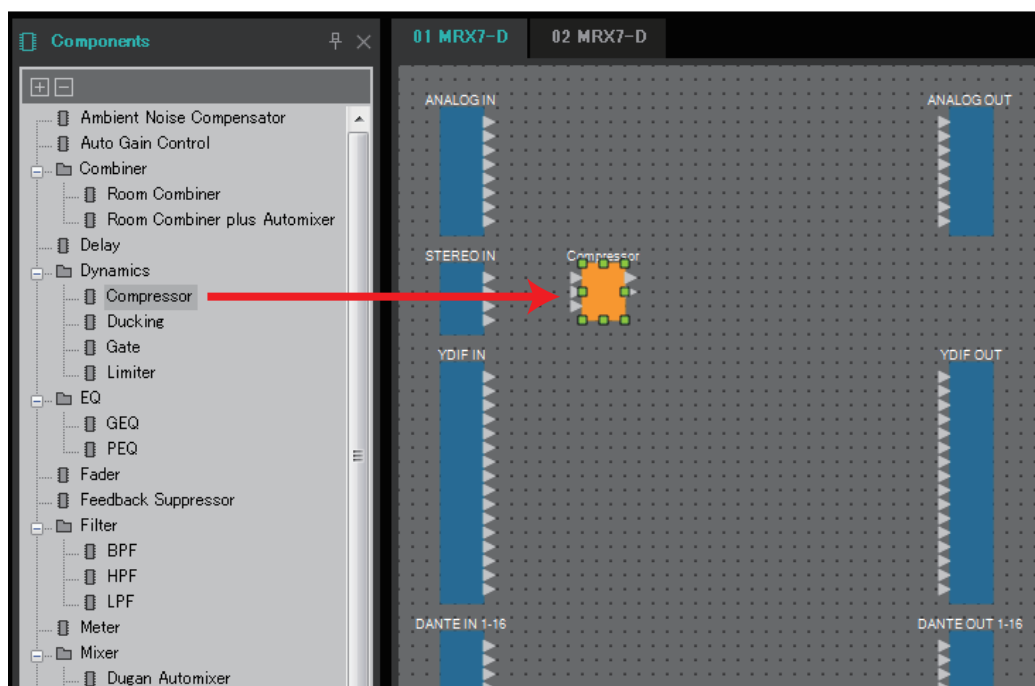 Components
Ambient Noise Compensator
Auto Gain Control
Combiner
Room Combiner
Room Combiner plus Automixer
Delay
Dynamics
Compressor
Ducking
Gate
Limiter
EQ
GEQ
PEQ
Fader
Feedback Suppressor
Filter
BPF
HPF
LPF
Meter
Mixer
Dugan Automixer
01 MRX7-D 02 MRX7-D
ANALOG IN ANALOG OUT
STEREO IN Compressor
YDIF IN YDIF OUT
DANTE IN 1-16 DANTE OUT 1-16